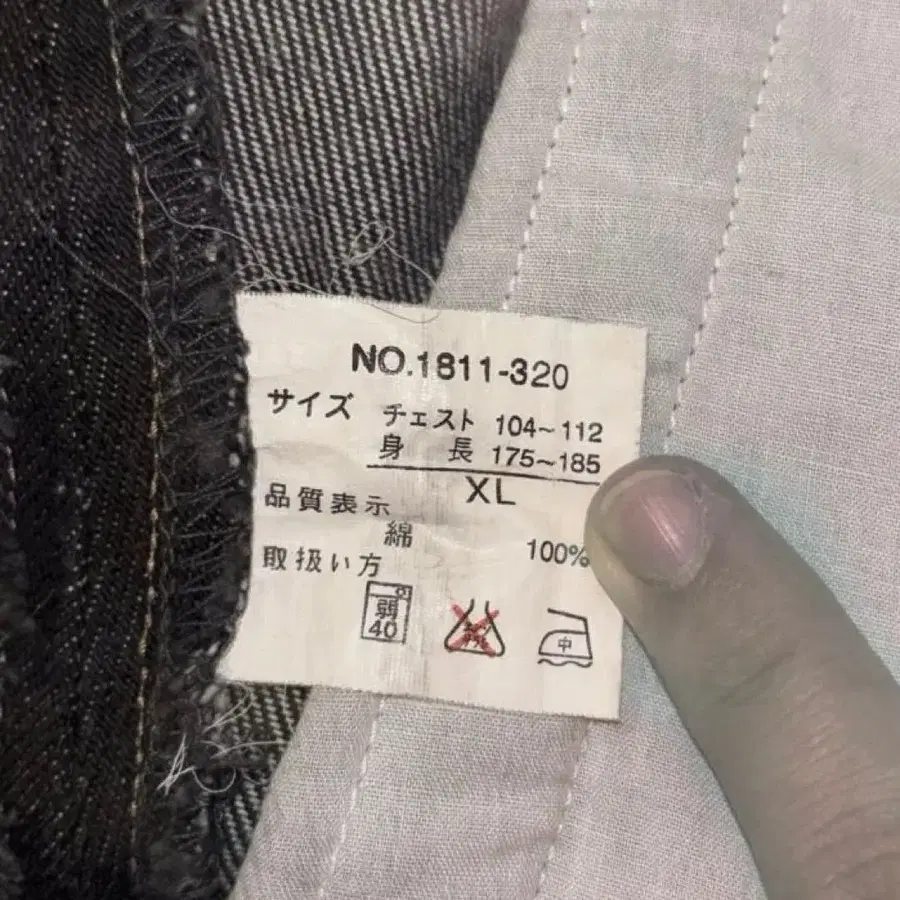 NO.1811-320
サイズ チェスト 104~112
身長 175~185
XL
品質表示
綿 100%
取扱い方
弱
40
中